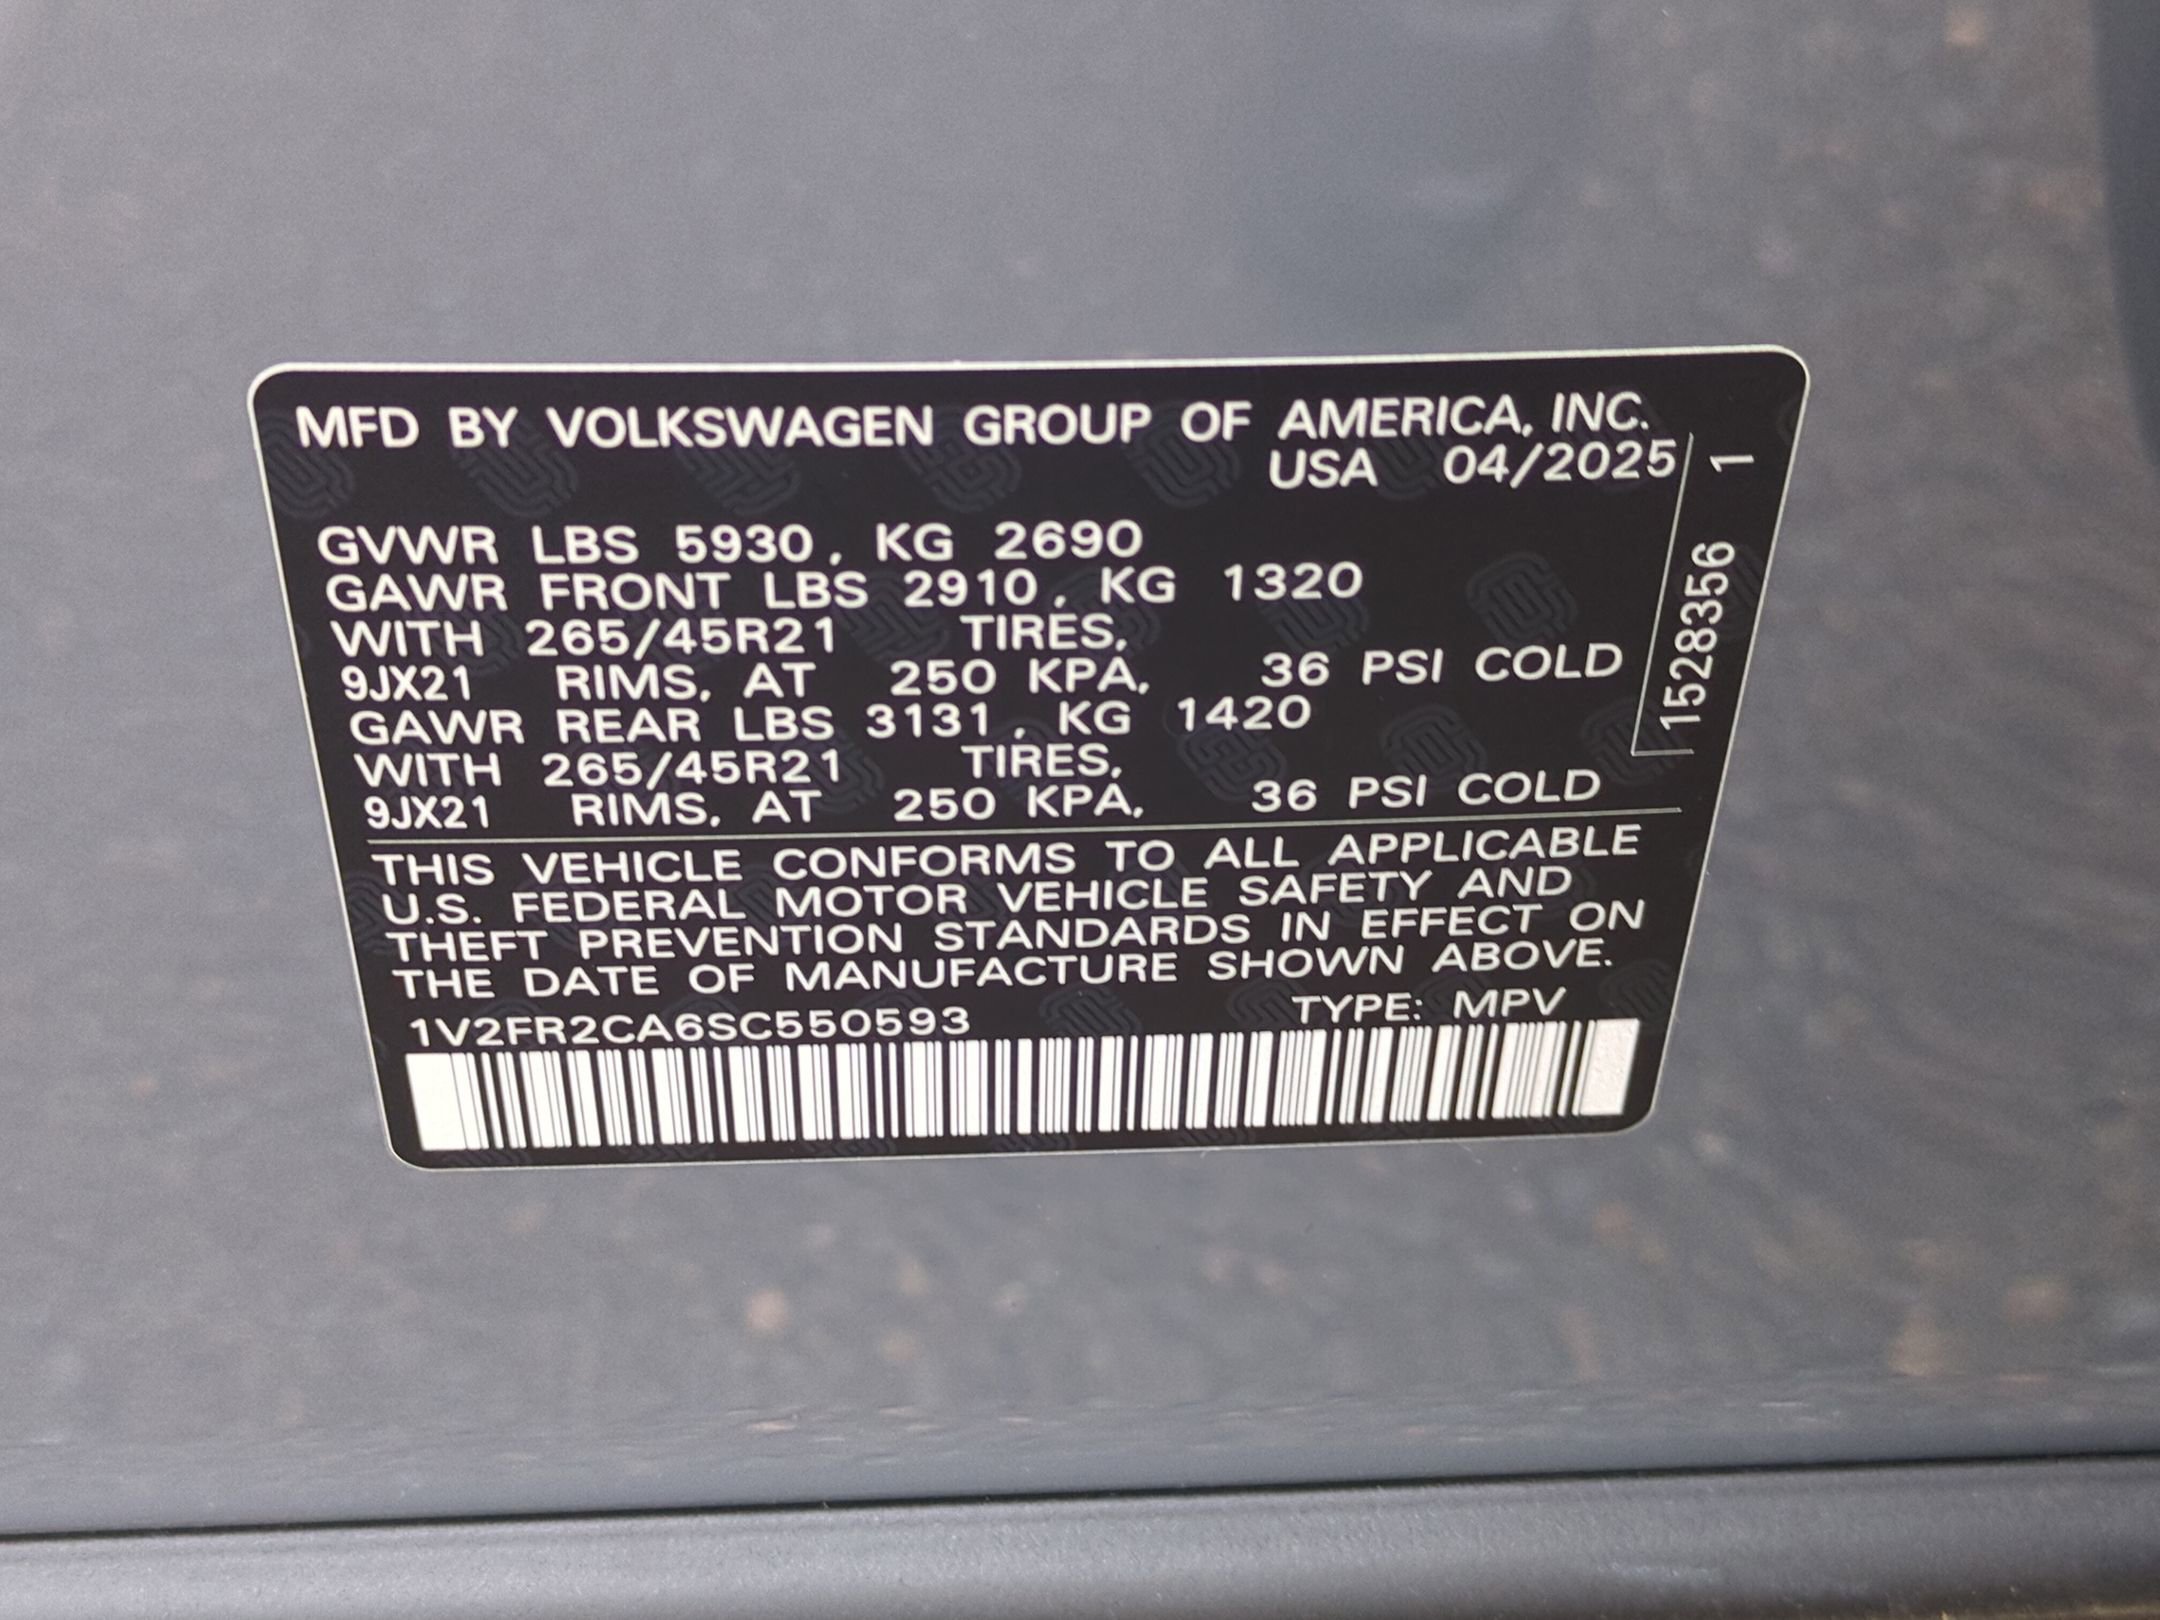 MFD BY VOLKSWAGEN GROUP OF AMERICA, INC.
USA 04/2025
GVWR LBS 5930, KG 2690
GAWR FRONT LBS 2910, KG 1320
WITH 265/45R21 TIRES,
9JX21 RIMS, AT 250 KPA, 36 PSI COLD
GAWR REAR LBS 3131, KG 1420
WITH 265/45R21 TIRES,
9JX21 RIMS, AT 250 KPA, 36 PSI COLD
THIS VEHICLE CONFORMS TO ALL APPLICABLE
U.S. FEDERAL MOTOR VEHICLE SAFETY AND
THEFT PREVENTION STANDARDS IN EFFECT ON
THE DATE OF MANUFACTURE SHOWN ABOVE.
1V2FR2CA6SC550593 TYPE: MPV
1528356 1